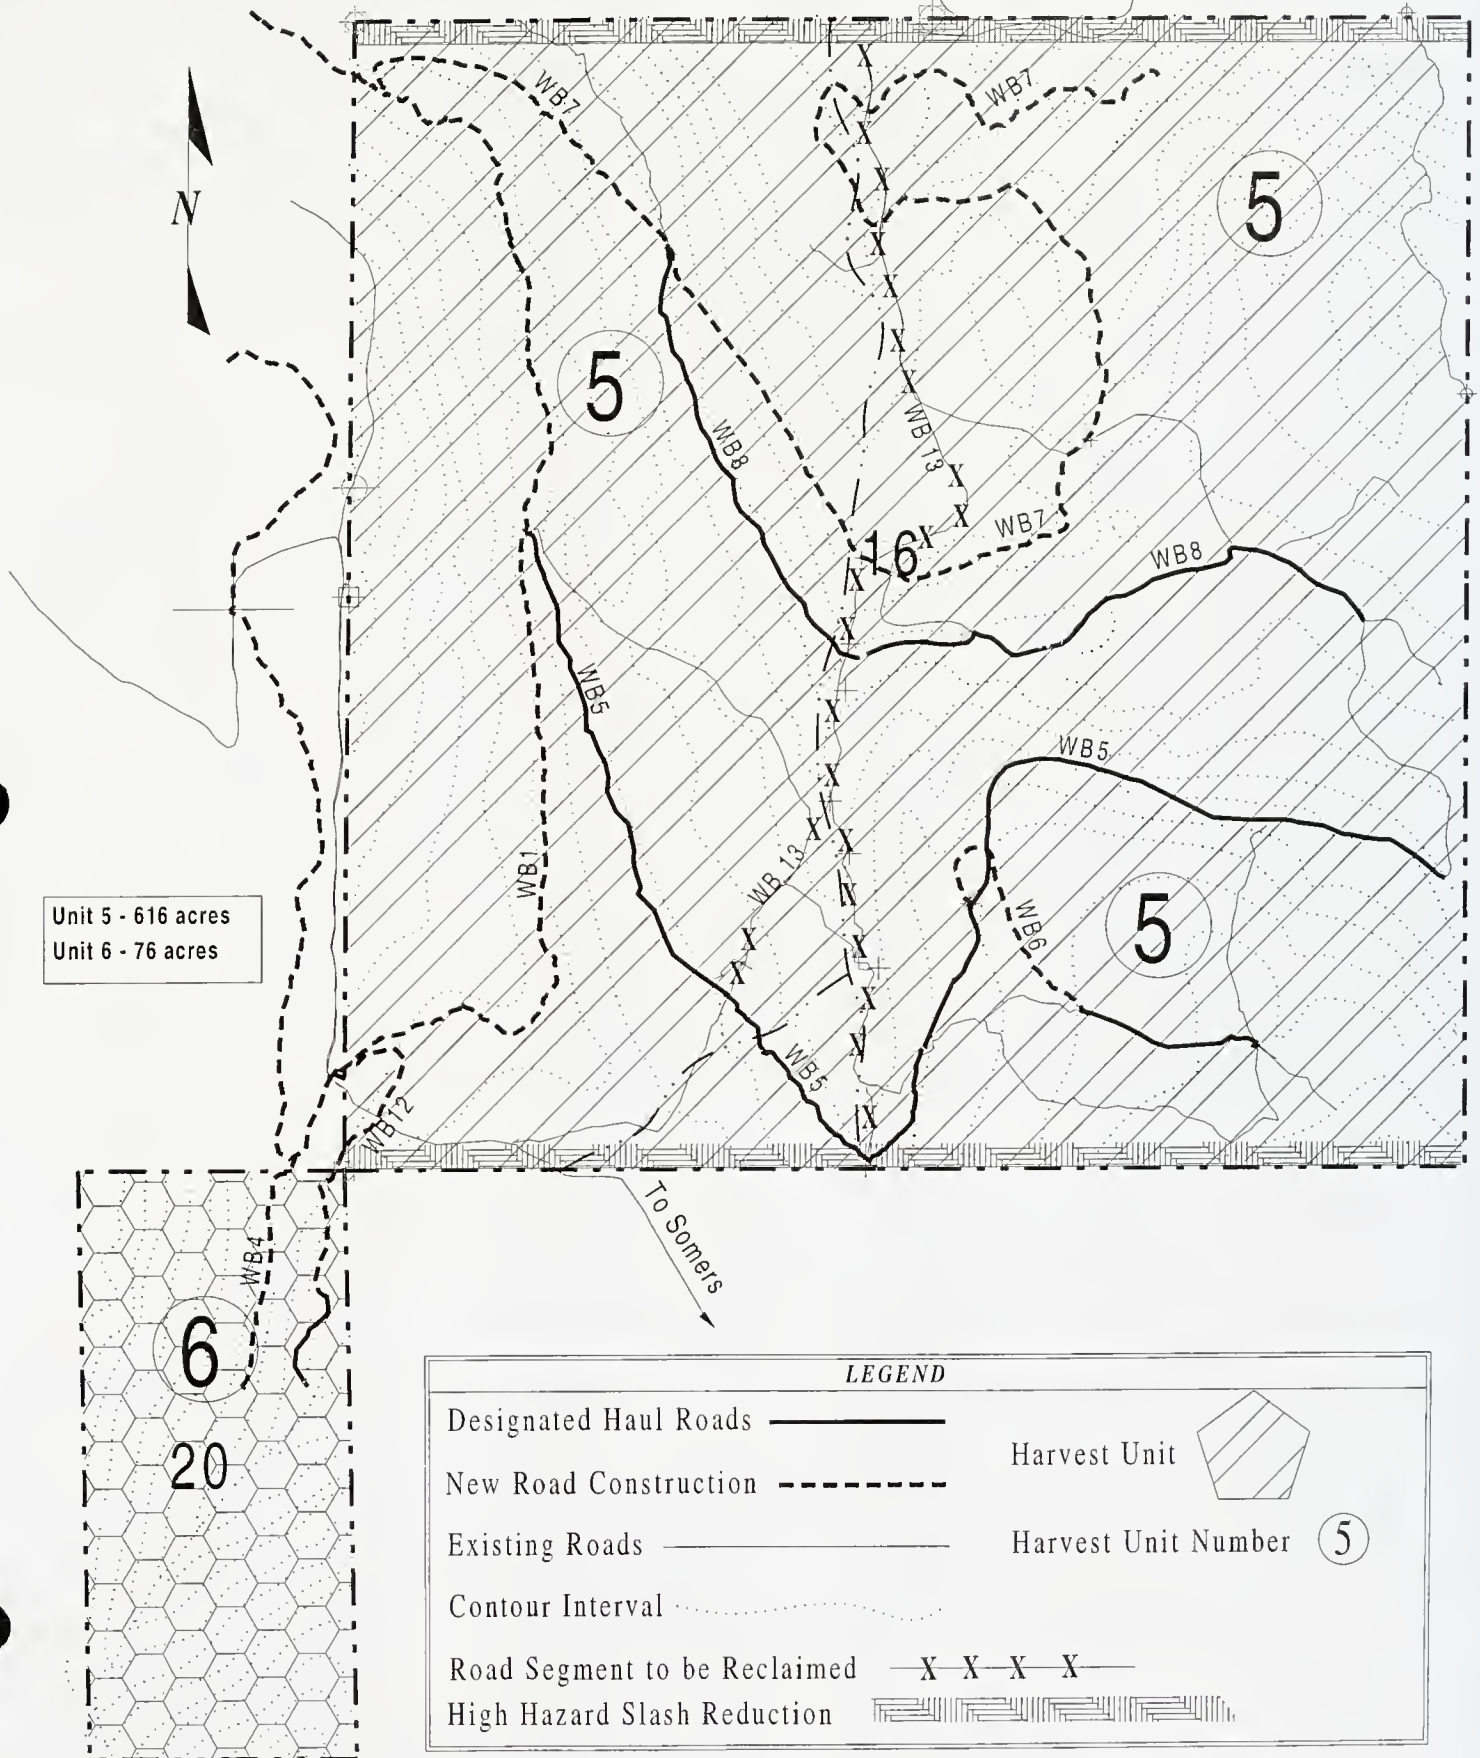 WB7
WB7
N
5
5
WB8
WB 13
16
WB7
WB8
WB5
WB5
WB1
WB 13
Unit 5 - 616 acres
Unit 6 - 76 acres
WB6
5
WB5
WB12
To Somers
WB4
6
20
LEGEND
Designated Haul Roads
New Road Construction
Existing Roads
Contour Interval
Road Segment to be Reclaimed X X X X
High Hazard Slash Reduction
Harvest Unit
Harvest Unit Number 5